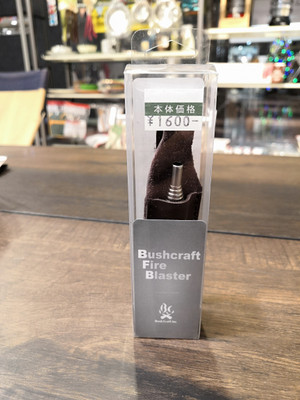 本体価格
¥1600-
Bushcraft
Fire
Blaster